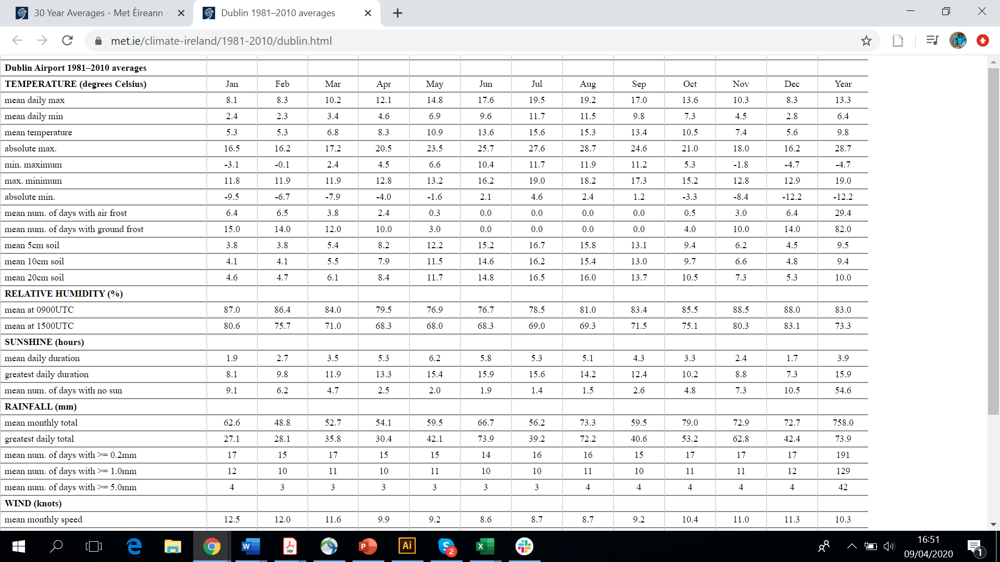 30 Year Averages - Met Éireann -
Dublin 1981–2010 averages
met.ie/climate-ireland/1981-2010/dublin.html
Dublin Airport 1981–2010 averages
TEMPERATURE (degrees Celsius) Jan Feb Mar Apr May Jun Jul Aug Sep Oct Nov Dec Year
mean daily max 8.1 8.3 10.2 12.1 14.8 17.6 19.5 19.2 17.0 13.6 10.3 8.3 13.3
mean daily min 2.4 2.3 3.4 4.6 6.9 9.6 11.7 11.5 9.8 7.3 4.5 2.8 6.4
mean temperature 5.3 5.3 6.8 8.3 10.9 13.6 15.6 15.3 13.4 10.5 7.4 5.6 9.8
absolute max. 16.5 16.2 17.2 20.5 23.5 25.7 27.6 28.7 24.6 21.0 18.0 16.2 28.7
min. maximum -3.1 -0.1 2.4 4.5 6.6 10.4 11.7 11.9 11.2 5.3 -1.8 -4.7 -4.7
max. minimum 11.8 11.9 11.9 12.8 13.2 16.2 19.0 18.2 17.3 15.2 12.8 12.9 19.0
absolute min. -9.5 -6.7 -7.9 -4.0 -1.6 2.1 4.6 2.4 1.2 -3.3 -8.4 -12.2 -12.2
mean num. of days with air frost 6.4 6.5 3.8 2.4 0.3 0.0 0.0 0.0 0.0 0.5 3.0 6.4 29.4
mean num. of days with ground frost 15.0 14.0 12.0 10.0 3.0 0.0 0.0 0.0 0.0 4.0 10.0 14.0 82.0
mean 5cm soil 3.8 3.8 5.4 8.2 12.2 15.2 16.7 15.8 13.1 9.4 6.2 4.5 9.5
mean 10cm soil 4.1 4.1 5.5 7.9 11.5 14.6 16.2 15.4 13.0 9.7 6.6 4.8 9.4
mean 20cm soil 4.6 4.7 6.1 8.4 11.7 14.8 16.5 16.0 13.7 10.5 7.3 5.3 10.0
RELATIVE HUMIDITY (%)
mean at 0900UTC 87.0 86.4 84.0 79.5 76.9 76.7 78.5 81.0 83.4 85.5 88.5 88.0 83.0
mean at 1500UTC 80.6 75.7 71.0 68.3 68.0 68.3 69.0 69.3 71.5 75.1 80.3 83.1 73.3
SUNSHINE (hours)
mean daily duration 1.9 2.7 3.5 5.3 6.2 5.8 5.3 5.1 4.3 3.3 2.4 1.7 3.9
greatest daily duration 8.1 9.8 11.9 13.3 15.4 15.9 15.6 14.2 12.4 10.2 8.8 7.3 15.9
mean num. of days with no sun 9.1 6.2 4.7 2.5 2.0 1.9 1.4 1.5 2.6 4.8 7.3 10.5 54.6
RAINFALL (mm)
mean monthly total 62.6 48.8 52.7 54.1 59.5 66.7 56.2 73.3 59.5 79.0 72.9 72.7 758.0
greatest daily total 27.1 28.1 35.8 30.4 42.1 73.9 39.2 72.2 40.6 53.2 62.8 42.4 73.9
mean num. of days with >= 0.2mm 17 15 17 15 15 14 16 16 15 17 17 17 191
mean num. of days with >= 1.0mm 12 10 11 10 11 10 10 11 10 11 11 12 129
mean num. of days with >= 5.0mm 4 3 3 3 3 3 3 4 4 4 4 4 42
WIND (knots)
mean monthly speed 12.5 12.0 11.6 9.9 9.2 8.6 8.7 8.7 9.2 10.4 11.0 11.3 10.3
W PDF P Ai S 2 X
16:51
09/04/2020
1